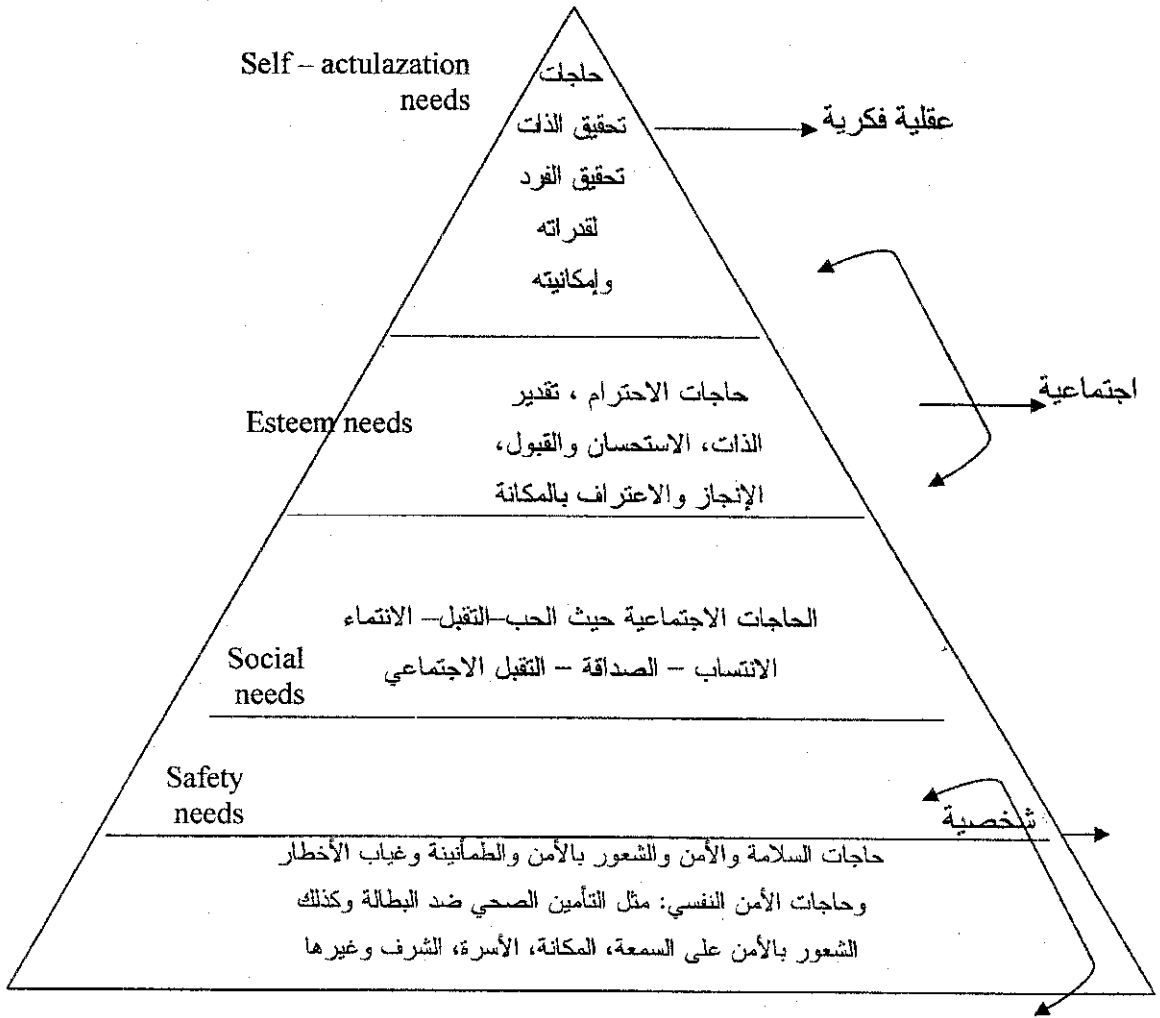 Self – actulazation
needs
حاجات
تحقيق الذات
تحقيق الفرد
لقدراته
وإمكانيته
عقلية فكرية
Esteem needs
حاجات الاحترام ، تقدير
الذات، الاستحسان والقبول،
الإنجاز والاعتراف بالمكانة
اجتماعية
الحاجات الاجتماعية حيث الحب–التقبل– الانتماء
الانتساب – الصداقة – التقبل الاجتماعي
Social
needs
Safety
needs
شخصية
حاجات السلامة والأمن والشعور بالأمن والطمأنينة وغياب الأخطار
وحاجات الأمن النفسي: مثل التأمين الصحي ضد البطالة وكذلك
الشعور بالأمن على السمعة، المكانة، الأسرة، الشرف وغيرها